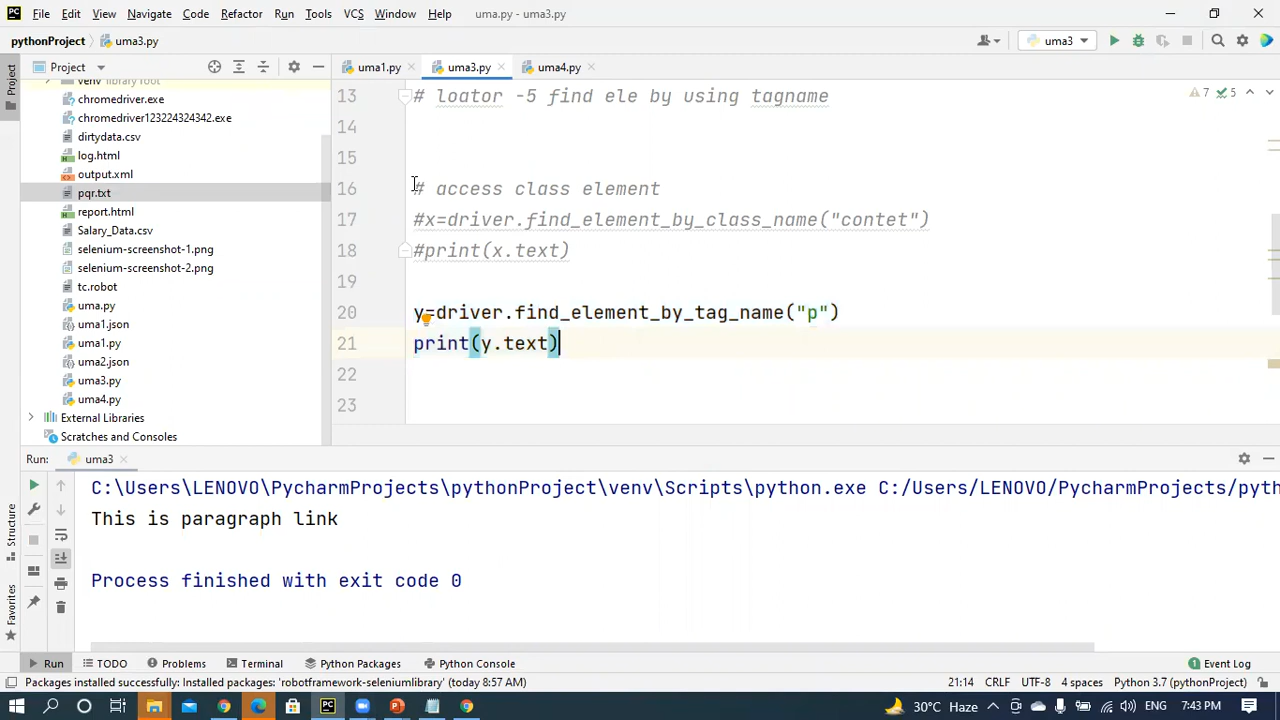 File Edit View Navigate Code Refactor Run Tools VCS Window Help uma.py - uma3.py
pythonProject uma3.py uma3
Project uma1.py uma3.py uma4.py
Project
venv library root
chromedriver.exe
chromedriver123224324342.exe
dirtydata.csv
log.html
output.xml
pqr.txt
report.html
Salary_Data.csv
selenium-screenshot-1.png
selenium-screenshot-2.png
tc.robot
uma.py
uma1.json
uma1.py
uma2.json
uma3.py
uma4.py
External Libraries
Scratches and Consoles
7 5
13 # loator -5 find ele by using tagname
14
15
16 # access class element
17 #x=driver.find_element_by_class_name("contet")
18 #print(x.text)
19
20 y=driver.find_element_by_tag_name("p")
21 print(y.text)
22
23
Run: uma3
C:\Users\LENOVO\PycharmProjects\pythonProject\venv\Scripts\python.exe C:/Users/LENOVO/PycharmProjects/pyth
This is paragraph link
Process finished with exit code 0
Structure
Favorites
Run TODO Problems Terminal Python Packages Python Console Event Log
Packages installed successfully: Installed packages: 'robotframework-seleniumlibrary' (today 8:57 AM) 21:14 CRLF UTF-8 4 spaces Python 3.7 (pythonProject)
30°C Haze ENG 7:43 PM